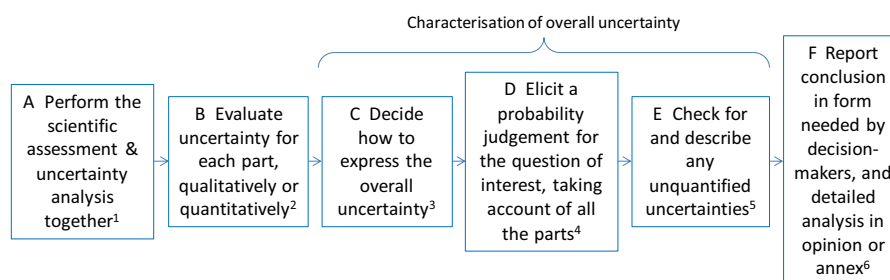 Characterisation of overall uncertainty
A Perform the
scientific
assessment &
uncertainty
analysis
together¹
B Evaluate
uncertainty for
each part,
qualitatively or
quantitatively²
C Decide
how to
express the
overall
uncertainty³
D Elicit a
probability
judgement for
the question of
interest, taking
account of all
the parts⁴
E Check for
and describe
any
unquantified
uncertainties⁵
F Report
conclusion
in form
needed by
decision-
makers, and
detailed
analysis in
opinion or
annex⁶